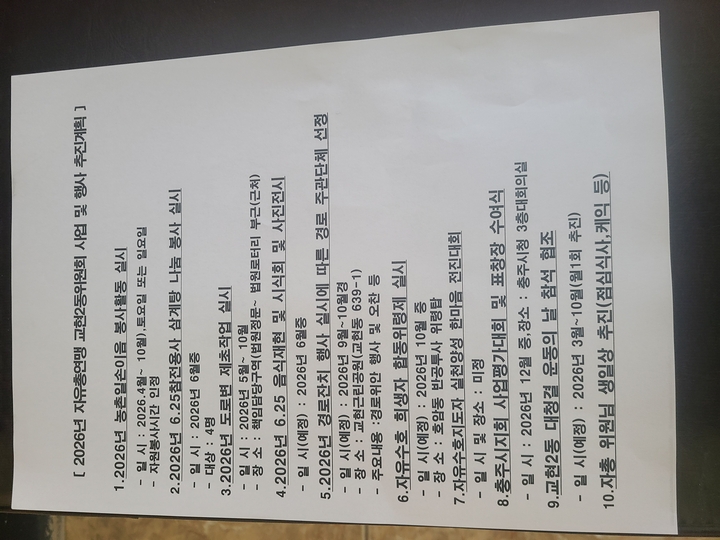 [ 2026년 자유총연맹 교현2동위원회 사업 및 행사 추진계획 ]
1.2026년 농촌일손이음 봉사활동 실시
- 일 시 : 2026.4월~ 10월),토요일 또는 일요일
- 자원봉사시간 인정
2.2026년 6.25참전용사 삼계탕 나눔 봉사 실시
- 일 시 : 2026년 6월중
- 대상 : 4명
3.2026년 도로변 제초작업 실시
- 일 시 : 2026년 5월~ 10월
- 장 소 : 책임담당구역(법원정문~ 법원로터리 부근(근처)
4.2026년 6.25 음식재현 및 시식회 및 사진전시
- 일 시(예정) : 2026년 6월중
5.2026년 경로잔치 행사 실시에 따른 경로 주관단체 선정
- 일 시(예정) : 2026년 9월~10월경
- 장 소 : 교현근린공원(교현동 639-1)
- 주요내용 :경로위안 행사 및 오찬 등
6.자유수호 희생자 합동위령제 실시
- 일 시(예정) : 2026년 10월 중
- 장 소 : 호암동 반공투사 위령탑
7.자유수호지도자 실천양성 한마음 전진대회
- 일 시 및 장소 : 미정
8.충주시지회 사업평가대회 및 표창장 수여식
- 일 시 : 2026년 12월 중,장소 : 충주시청 3층대회의실
9.교현2동 대청결 운동의 날 참석 협조
- 일 시(예정) : 2026년 3월~10월(월1회 추진)
10.자총 위원님 생일상 추진(점심식사,케익 등)